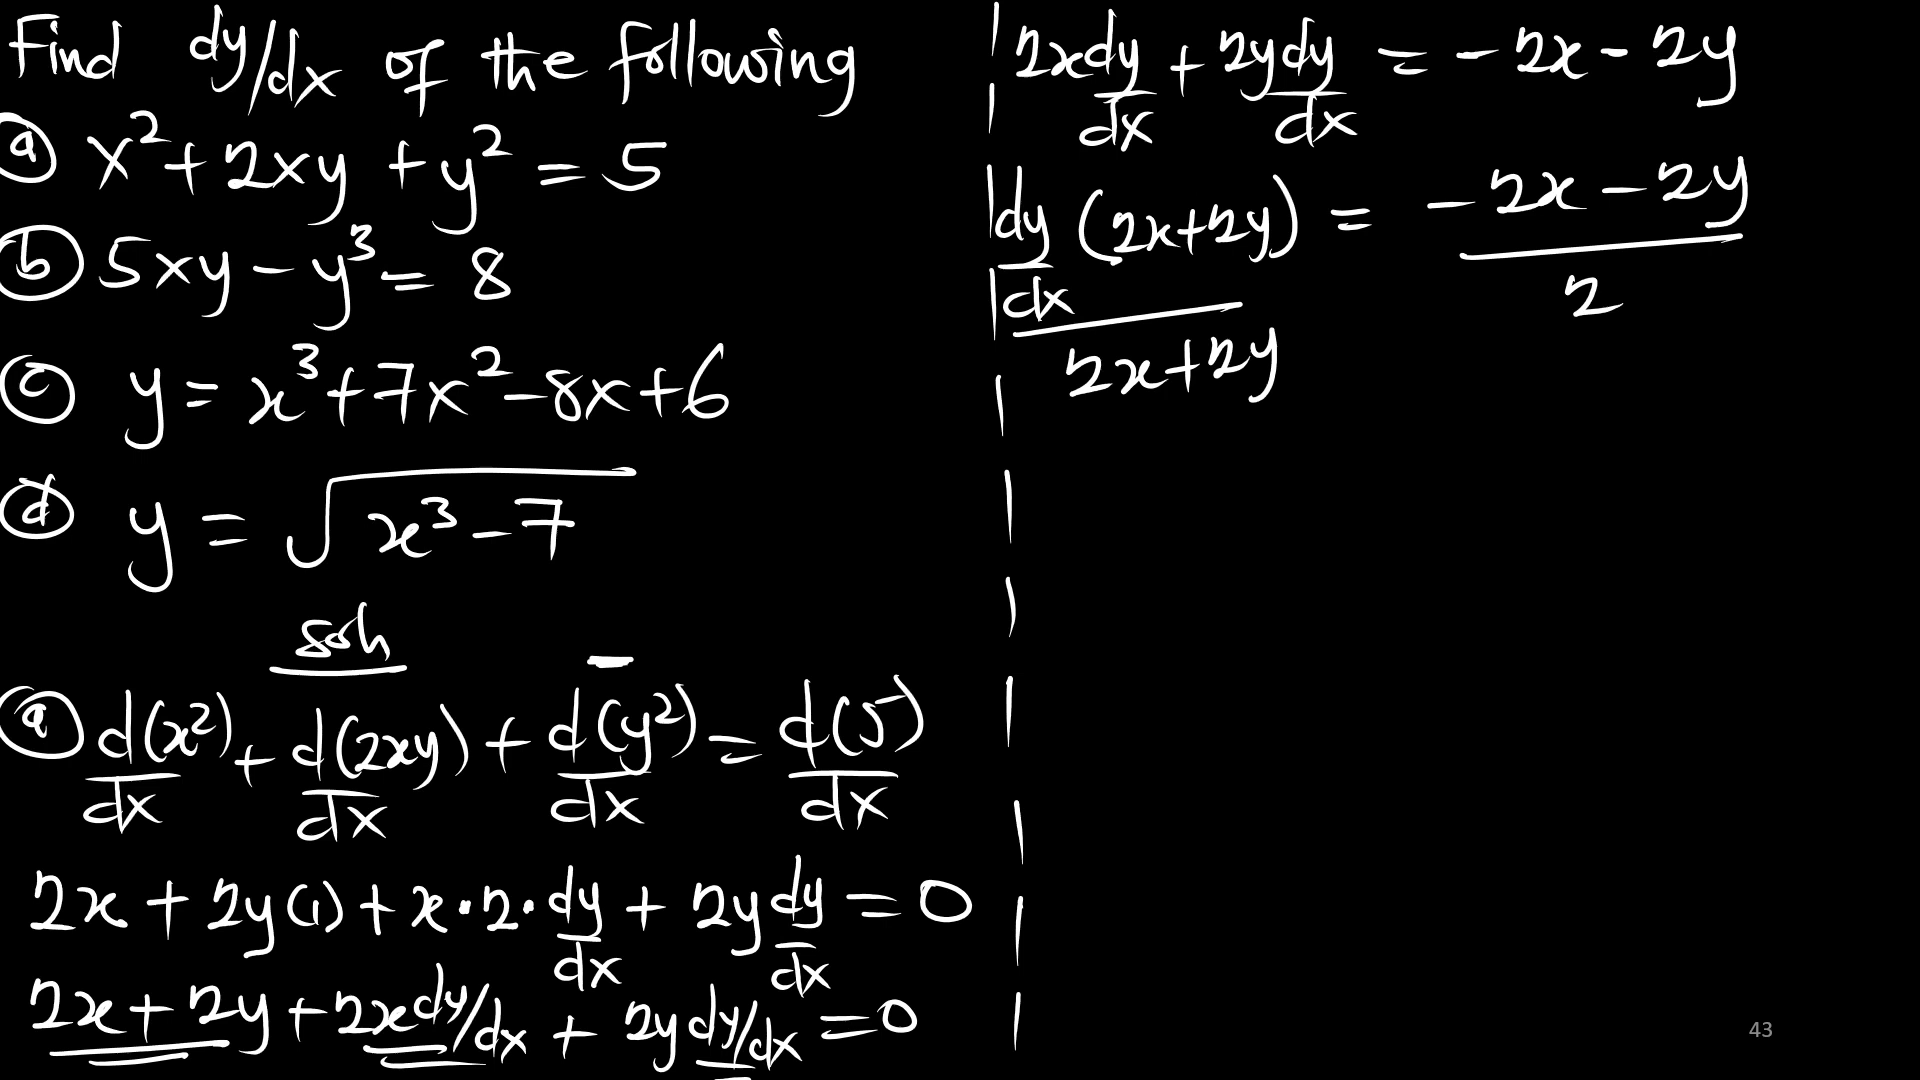 Find dy/dx of the following
(a) x² + 2xy + y² = 5
(b) 5xy - y³ = 8
(c) y = x³ + 7x² - 8x + 6
(d) y = √(x³ - 7)
soln
(a) d(x²)/dx + d(2xy)/dx + d(y²)/dx = d(5)/dx
2x + 2y(1) + x·2·dy/dx + 2y dy/dx = 0
2x + 2y + 2x dy/dx + 2y dy/dx = 0
2x dy/dx + 2y dy/dx = -2x - 2y
dy/dx (2x+2y) / 2x+2y = -2x - 2y / 2
43